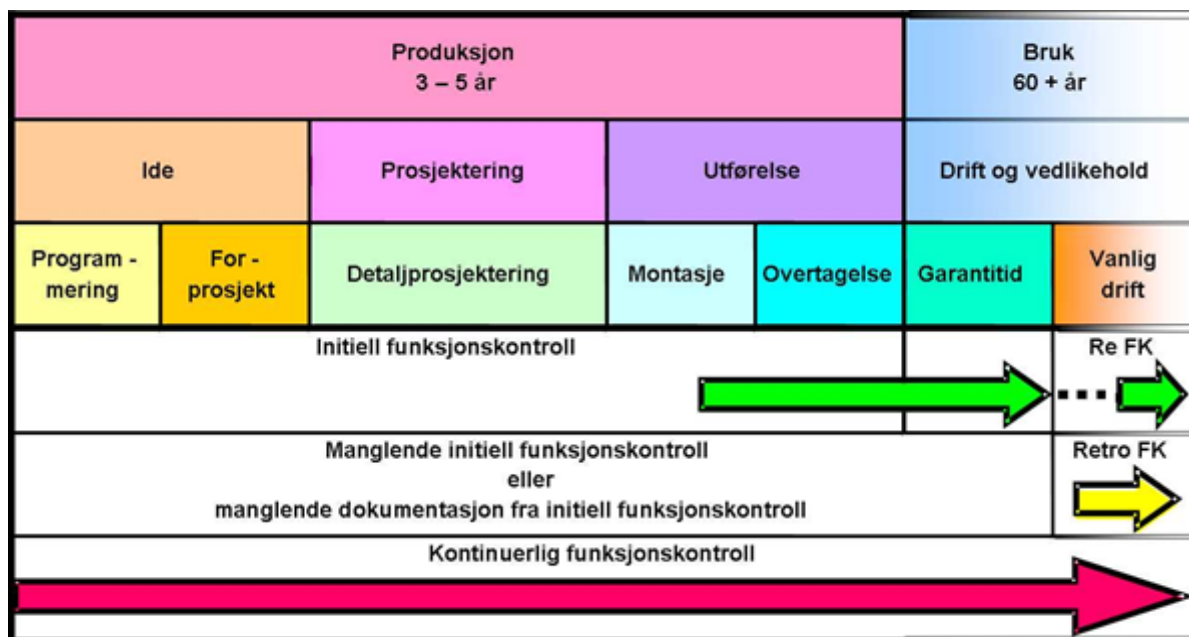 Produksjon
3 – 5 år
Bruk
60 + år
Ide
Prosjektering
Utførelse
Drift og vedlikehold
Program -
mering
For -
prosjekt
Detaljprosjektering
Montasje
Overtagelse
Garantitid
Vanlig
drift
Initiell funksjonskontroll
Re FK
Manglende initiell funksjonskontroll
eller
manglende dokumentasjon fra initiell funksjonskontroll
Retro FK
Kontinuerlig funksjonskontroll